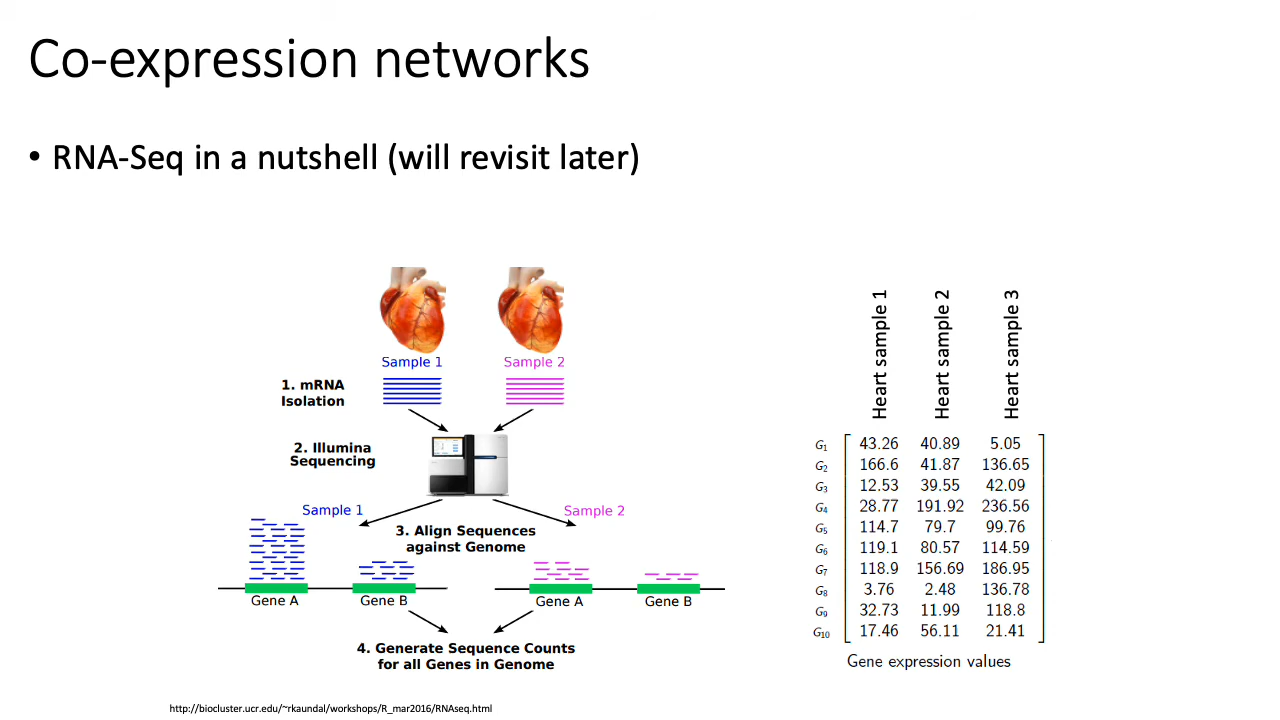 Co-expression networks
• RNA-Seq in a nutshell (will revisit later)
Sample 1 Sample 2
1. mRNA
Isolation
2. Illumina
Sequencing
Sample 1 Sample 2
3. Align Sequences
against Genome
Gene A Gene B Gene A Gene B
4. Generate Sequence Counts
for all Genes in Genome
http://biocluster.ucr.edu/~rkaundal/workshops/R_mar2016/RNAseq.html
Heart sample 1
Heart sample 2
Heart sample 3
G1 43.26 40.89 5.05
G2 166.6 41.87 136.65
G3 12.53 39.55 42.09
G4 28.77 191.92 236.56
G5 114.7 79.7 99.76
G6 119.1 80.57 114.59
G7 118.9 156.69 186.95
G8 3.76 2.48 136.78
G9 32.73 11.99 118.8
G10 17.46 56.11 21.41
Gene expression values